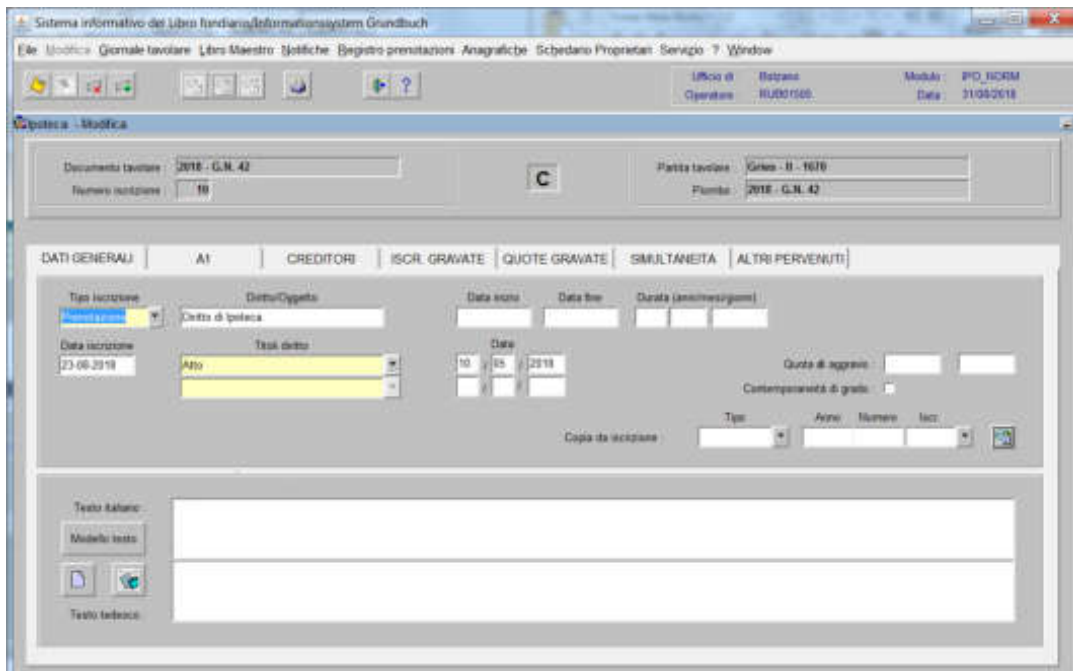 Sistema informativo del Libro fondiario/Informationssystem Grundbuch
File Modifica Giornale tavolare Libro Maestro Notifiche Registro prenotazioni Anagrafiche Schedario Proprietari Servizio ? Window
Ufficio di Bolzano Modulo IPO_NORM
Operatore Data 31/08/2018
Ipoteca - Modifica
Documento tavolare 2018 - G.N. 42 C Partita tavolare Gries - II - 1670
Numero iscrizione 10 Piombo 2018 - G.N. 42
DATI GENERALI A1 CREDITORI ISCR. GRAVATE QUOTE GRAVATE SIMULTANEITA ALTRI PERVENUTI
Tipo iscrizione Diritto/Oggetto Data inizio Data fine Durata (anni/mesi/giorni)
Prenotazione Diritto di Ipoteca
Data iscrizione Titoli diritto Data
23-08-2018 Atto 10 / 05 / 2018 Quota di aggravio
/ / Contemporaneità di grado
Tipo Anno Numero Iscr.
Copia da iscrizione
Testo italiano
Modello testo
Testo tedesco